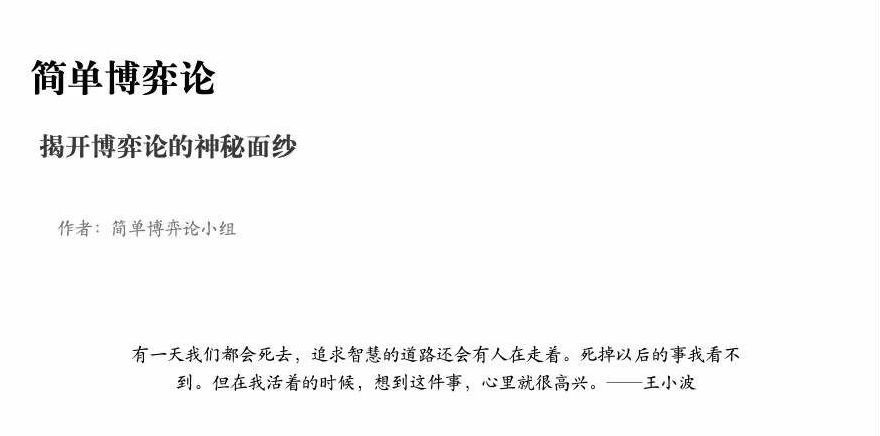 简单博弈论
揭开博弈论的神秘面纱
作者：简单博弈论小组
有一天我们都会死去，追求智慧的道路还会有人在走着。死掉以后的事我看不
到。但在我活着的时候，想到这件事，心里就很高兴。——王小波